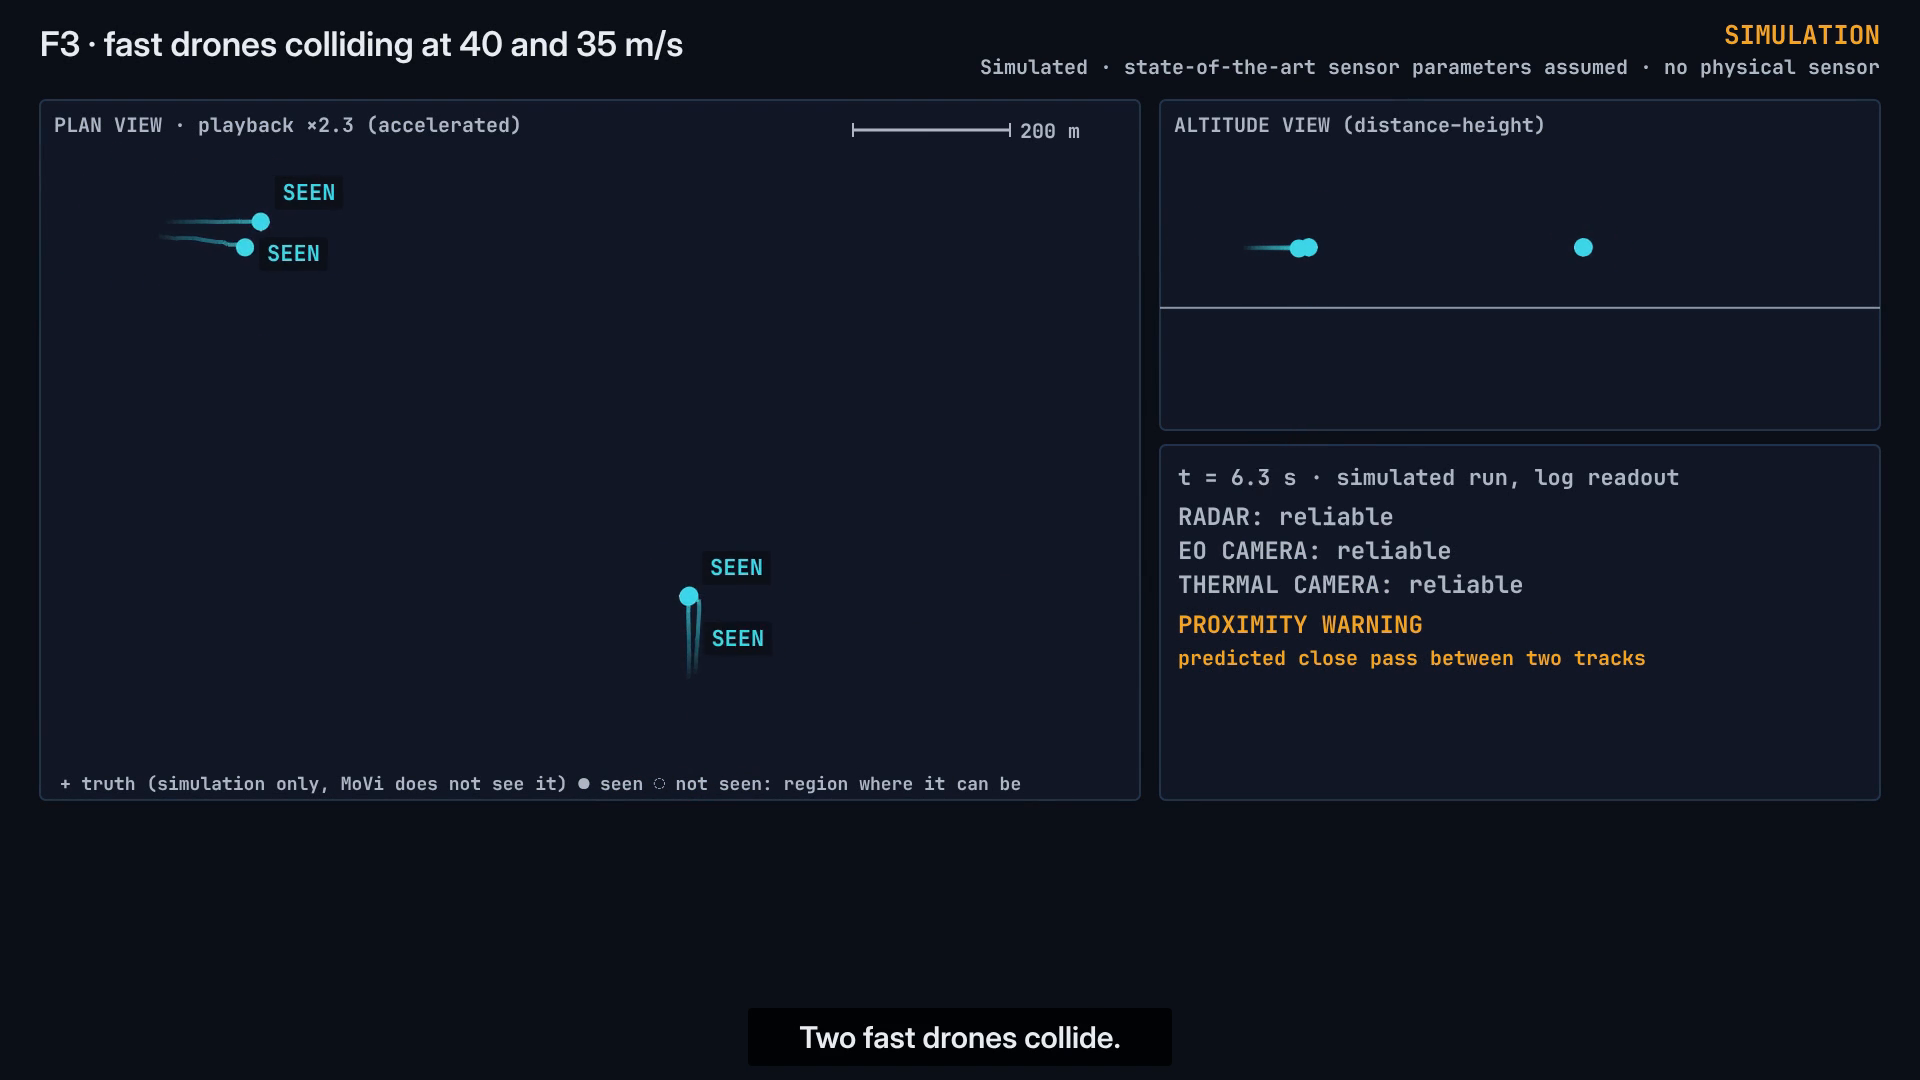 F3 · fast drones colliding at 40 and 35 m/s
SIMULATION
Simulated · state-of-the-art sensor parameters assumed · no physical sensor
PLAN VIEW · playback ×2.3 (accelerated)
200 m
SEEN
SEEN
SEEN
SEEN
+ truth (simulation only, MoVi does not see it) ● seen ◌ not seen: region where it can be
ALTITUDE VIEW (distance-height)
t = 6.3 s · simulated run, log readout
RADAR: reliable
EO CAMERA: reliable
THERMAL CAMERA: reliable
PROXIMITY WARNING
predicted close pass between two tracks
Two fast drones collide.